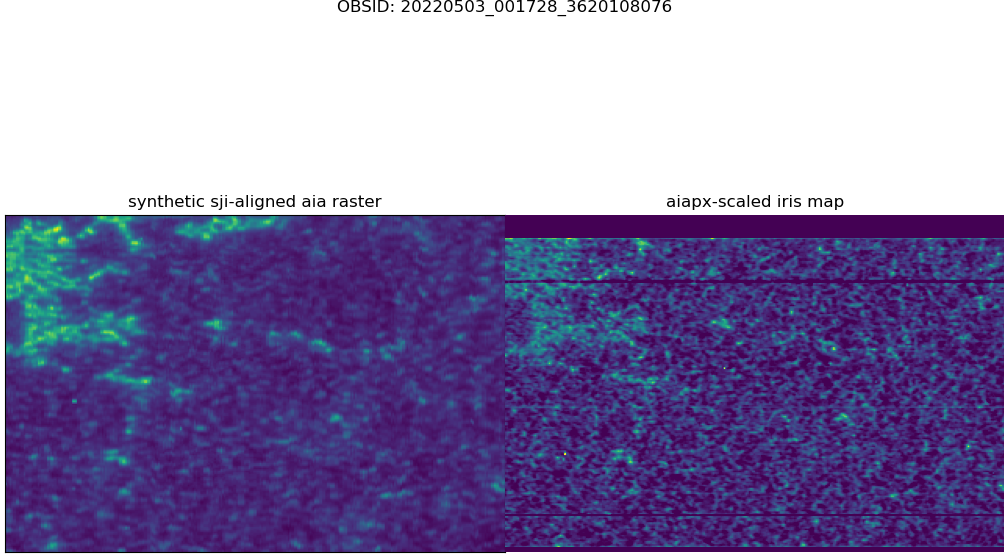 OBSID: 20220503_001728_3620108076
synthetic sji-aligned aia raster
aiapx-scaled iris map